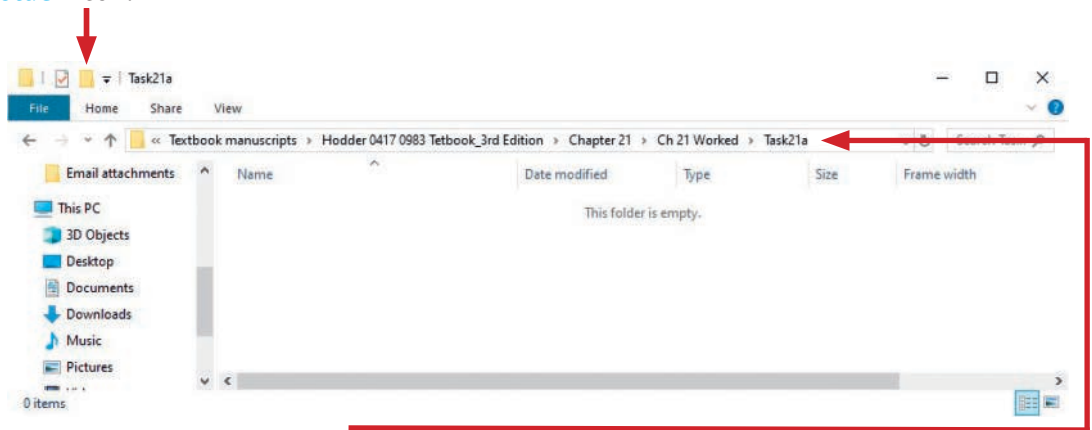 Task21a
File Home Share View
« Textbook manuscripts › Hodder 0417 0983 Tetbook_3rd Edition › Chapter 21 › Ch 21 Worked › Task21a
Email attachments
Name Date modified Type Size Frame width
This PC
This folder is empty.
3D Objects
Desktop
Documents
Downloads
Music
Pictures
0 items